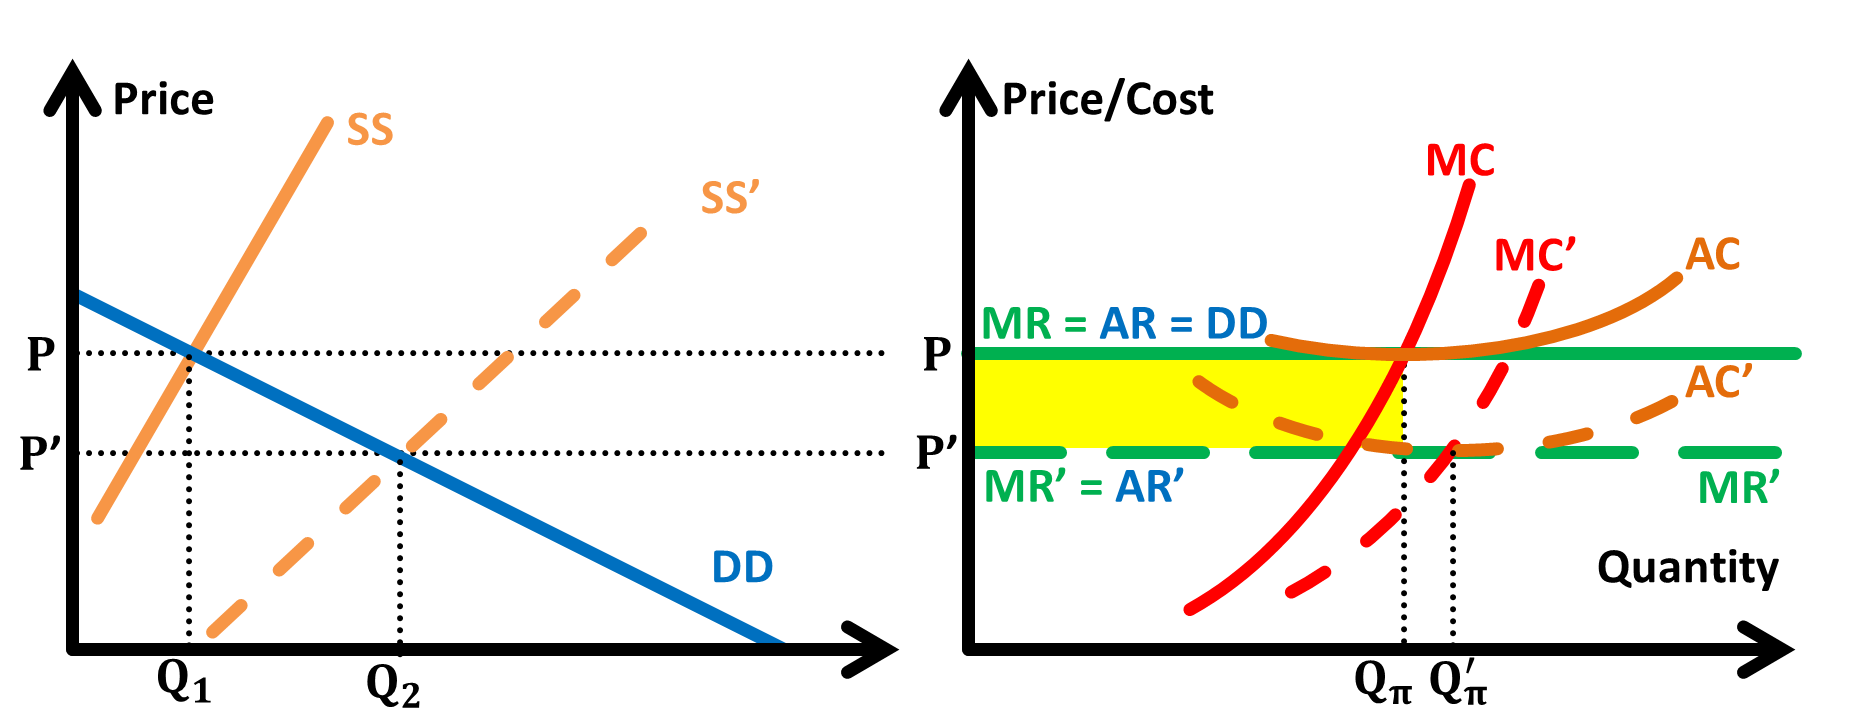 Price
SS
SS’
P
P’
DD
Q1
Q2
Price/Cost
MC
MC’
AC
MR = AR = DD
P
AC’
P’
MR’ = AR’
MR’
Quantity
Qπ
Q′π